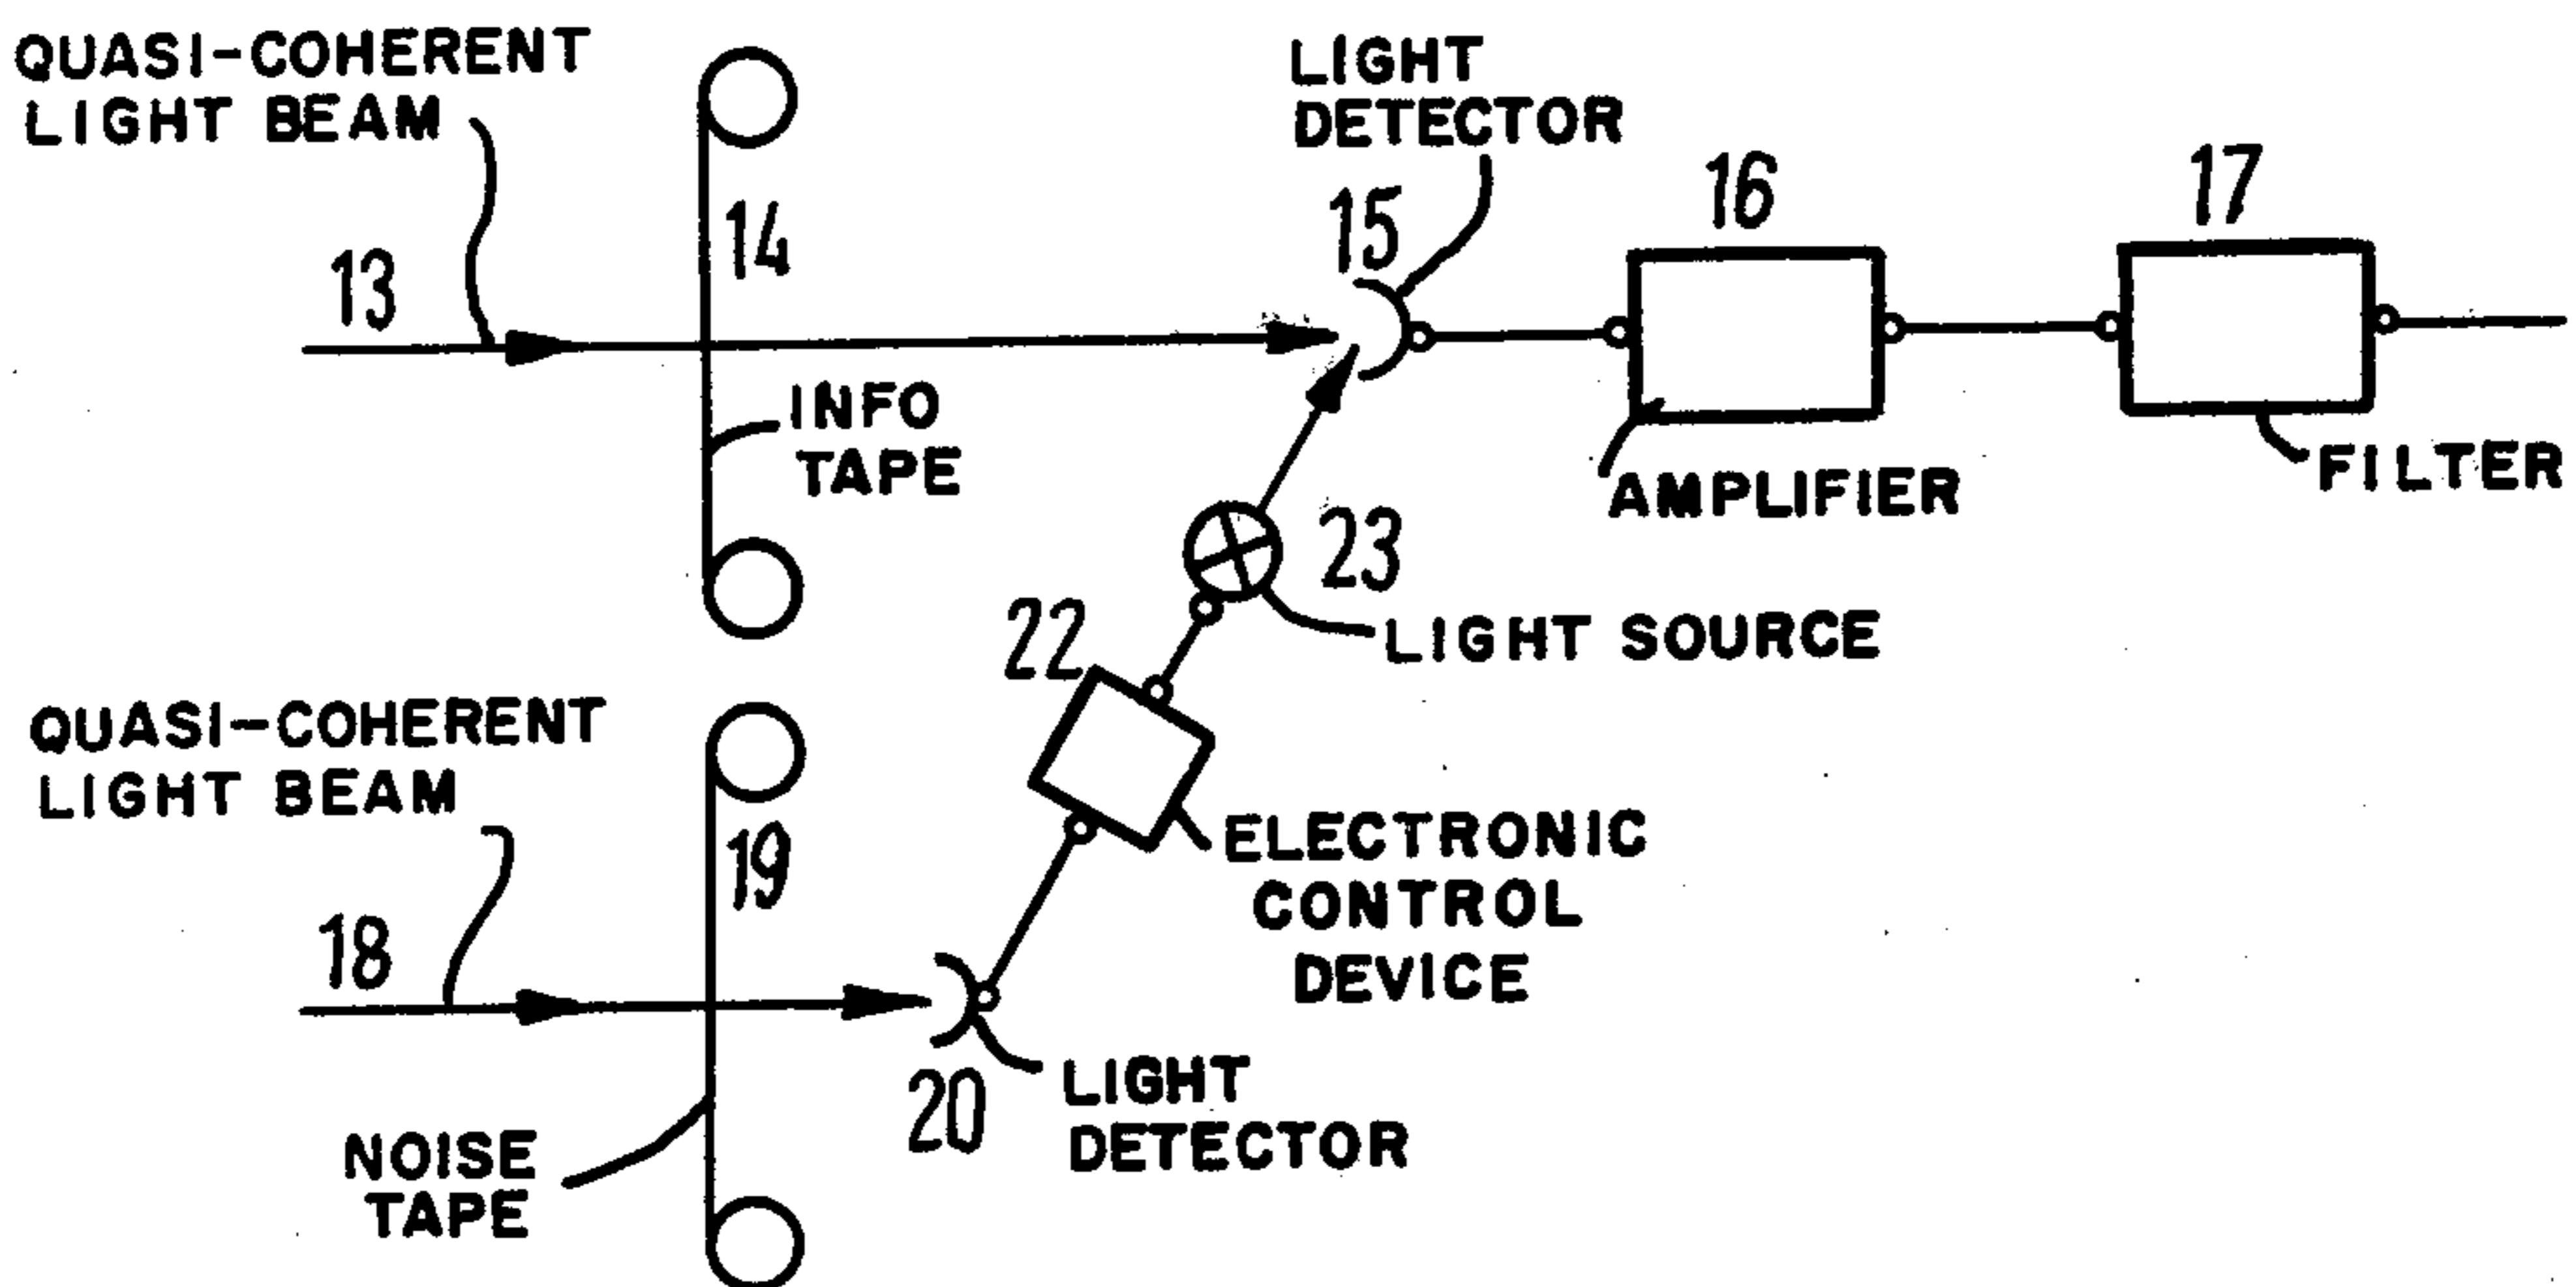 QUASI-COHERENT
LIGHT BEAM
13
14
INFO
TAPE
LIGHT
DETECTOR
15
16
AMPLIFIER
17
FILTER
23
LIGHT SOURCE
22
ELECTRONIC
CONTROL
DEVICE
QUASI-COHERENT
LIGHT BEAM
18
19
NOISE
TAPE
20
LIGHT
DETECTOR